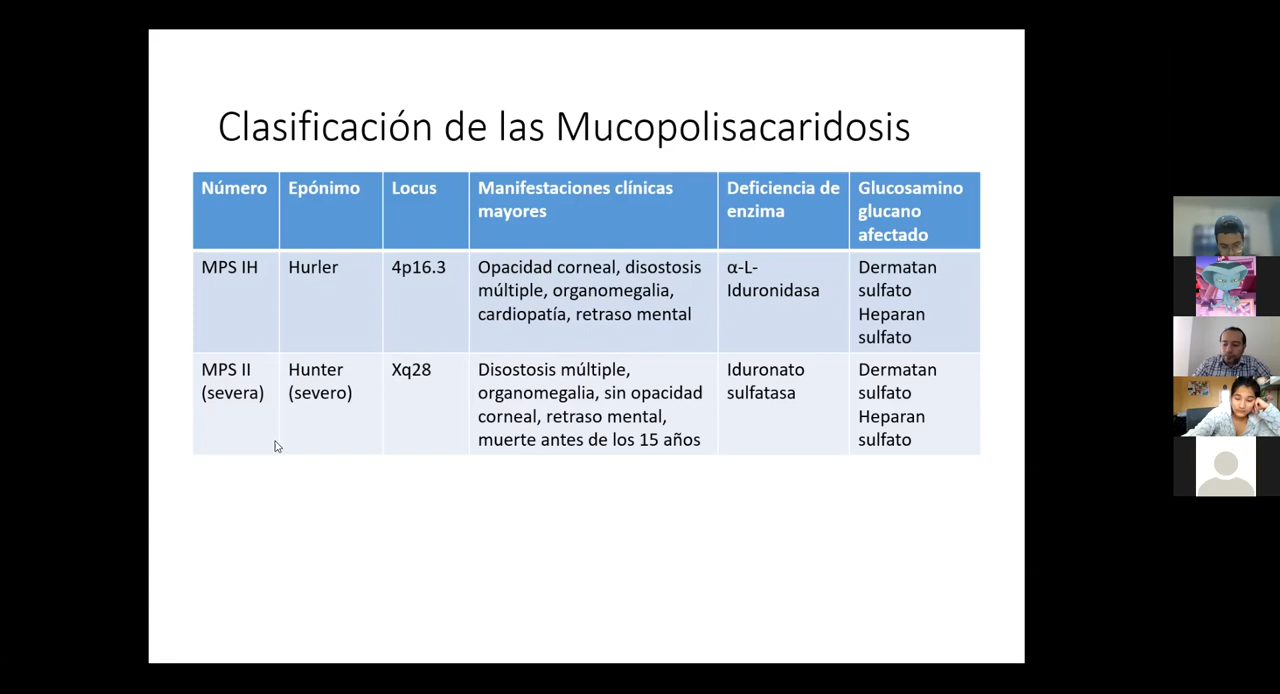 Clasificación de las Mucopolisacaridosis
Número
Epónimo
Locus
Manifestaciones clínicas
mayores
Deficiencia de
enzima
Glucosamino
glucano
afectado
MPS IH
Hurler
4p16.3
Opacidad corneal, disostosis
múltiple, organomegalia,
cardiopatía, retraso mental
α-L-
Iduronidasa
Dermatan
sulfato
Heparan
sulfato
MPS II
(severa)
Hunter
(severo)
Xq28
Disostosis múltiple,
organomegalia, sin opacidad
corneal, retraso mental,
muerte antes de los 15 años
Iduronato
sulfatasa
Dermatan
sulfato
Heparan
sulfato